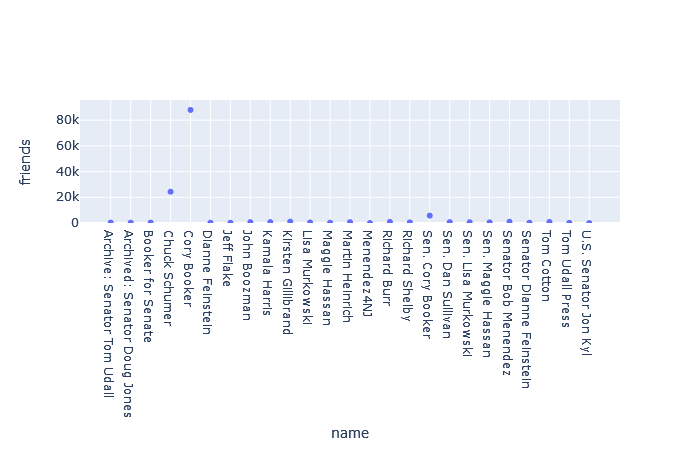 friends
80k
60k
40k
20k
0
Archive: Senator Tom Udall
Archived: Senator Doug Jones
Booker for Senate
Chuck Schumer
Cory Booker
Dianne Feinstein
Jeff Flake
John Boozman
Kamala Harris
Kirsten Gillibrand
Lisa Murkowski
Maggie Hassan
Martin Heinrich
Menendez4NJ
Richard Burr
Richard Shelby
Sen. Cory Booker
Sen. Dan Sullivan
Sen. Lisa Murkowski
Sen. Maggie Hassan
Senator Bob Menendez
Senator Dianne Feinstein
Tom Cotton
Tom Udall Press
U.S. Senator Jon Kyl
name